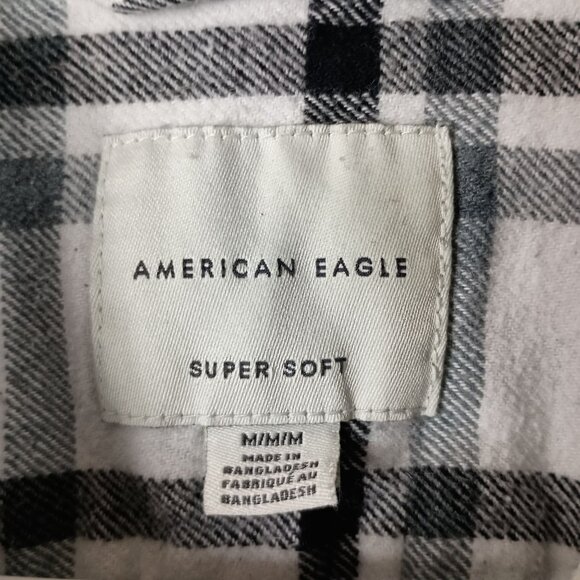 AMERICAN EAGLE
SUPER SOFT
M/M/M
MADE IN
BANGLADESH
FABRIQUÉ AU
BANGLADESH